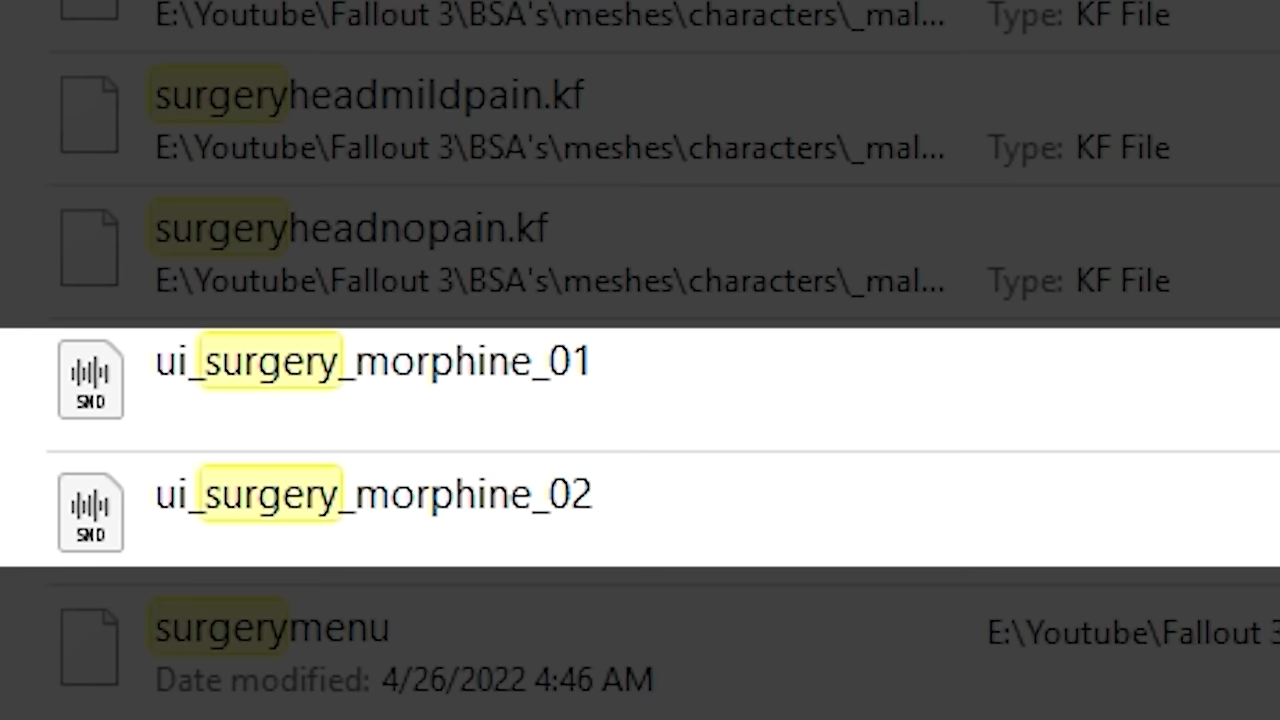 E:\Youtube\Fallout 3\BSA's\meshes\characters\_mal... Type: KF File
surgeryheadmildpain.kf
E:\Youtube\Fallout 3\BSA's\meshes\characters\_mal... Type: KF File
surgeryheadnopain.kf
E:\Youtube\Fallout 3\BSA's\meshes\characters\_mal... Type: KF File
ui_surgery_morphine_01
SND
ui_surgery_morphine_02
SND
surgerymenu E:\Youtube\Fallout 3
Date modified: 4/26/2022 4:46 AM